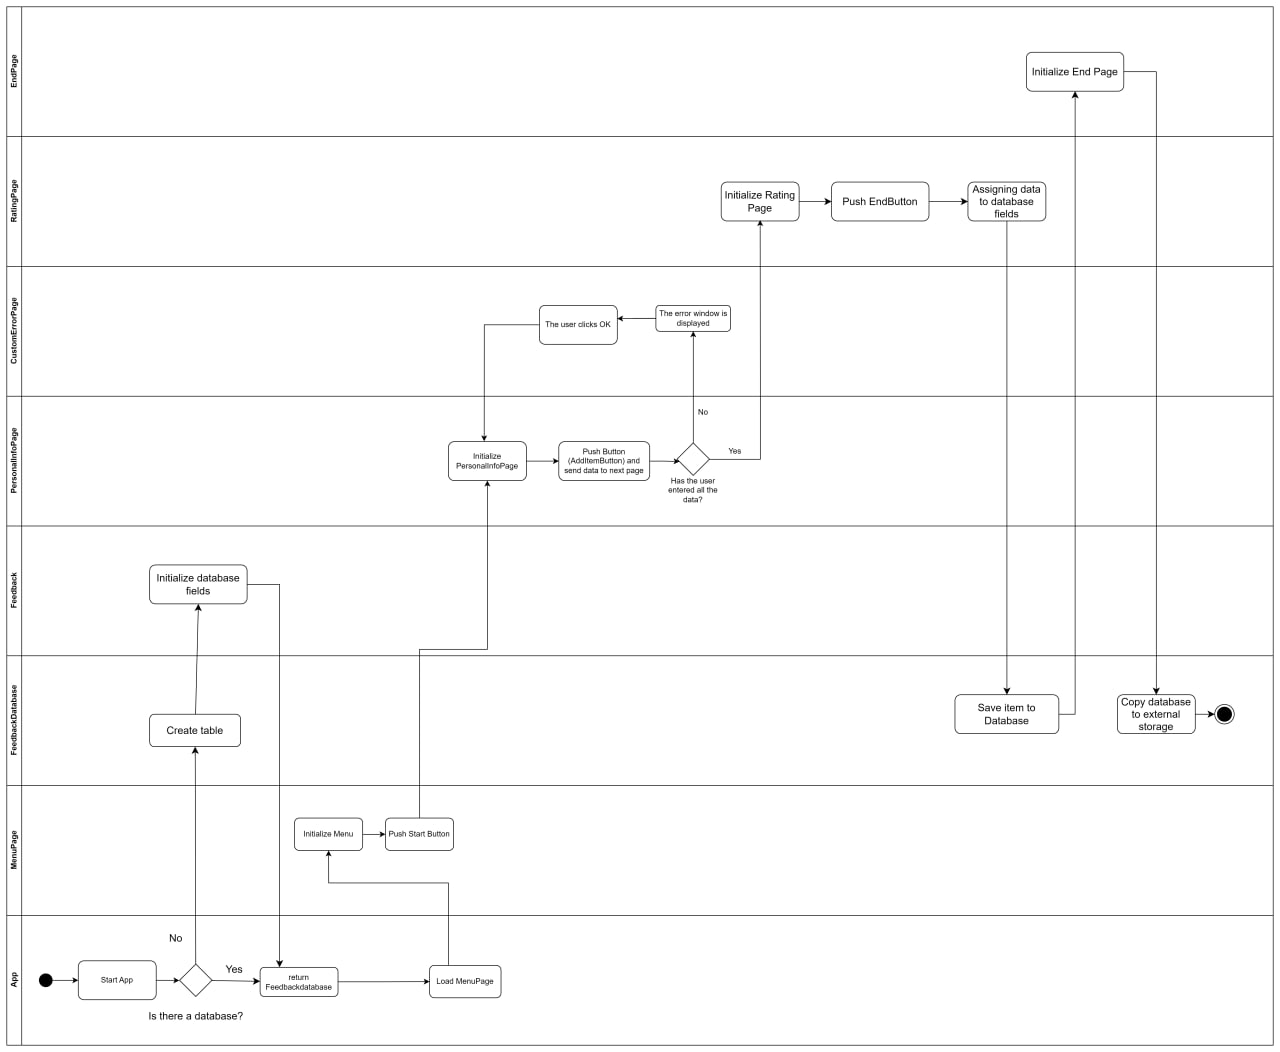 EndPage
Initialize End Page
RatingPage
Initialize Rating
Page
Push EndButton
Assigning data
to database
fields
CustomErrorPage
The user clicks OK
The error window is
displayed
No
PersonalInfoPage
Initialize
PersonalInfoPage
Push Button
(AddItemButton) and
send data to next page
Yes
Has the user
entered all the
data?
Feedback
Initialize database
fields
FeedbackDatabase
Create table
Save item to
Database
Copy database
to external
storage
MenuPage
Initialize Menu
Push Start Button
App
No
Start App
Yes
return
Feedbackdatabase
Load MenuPage
Is there a database?